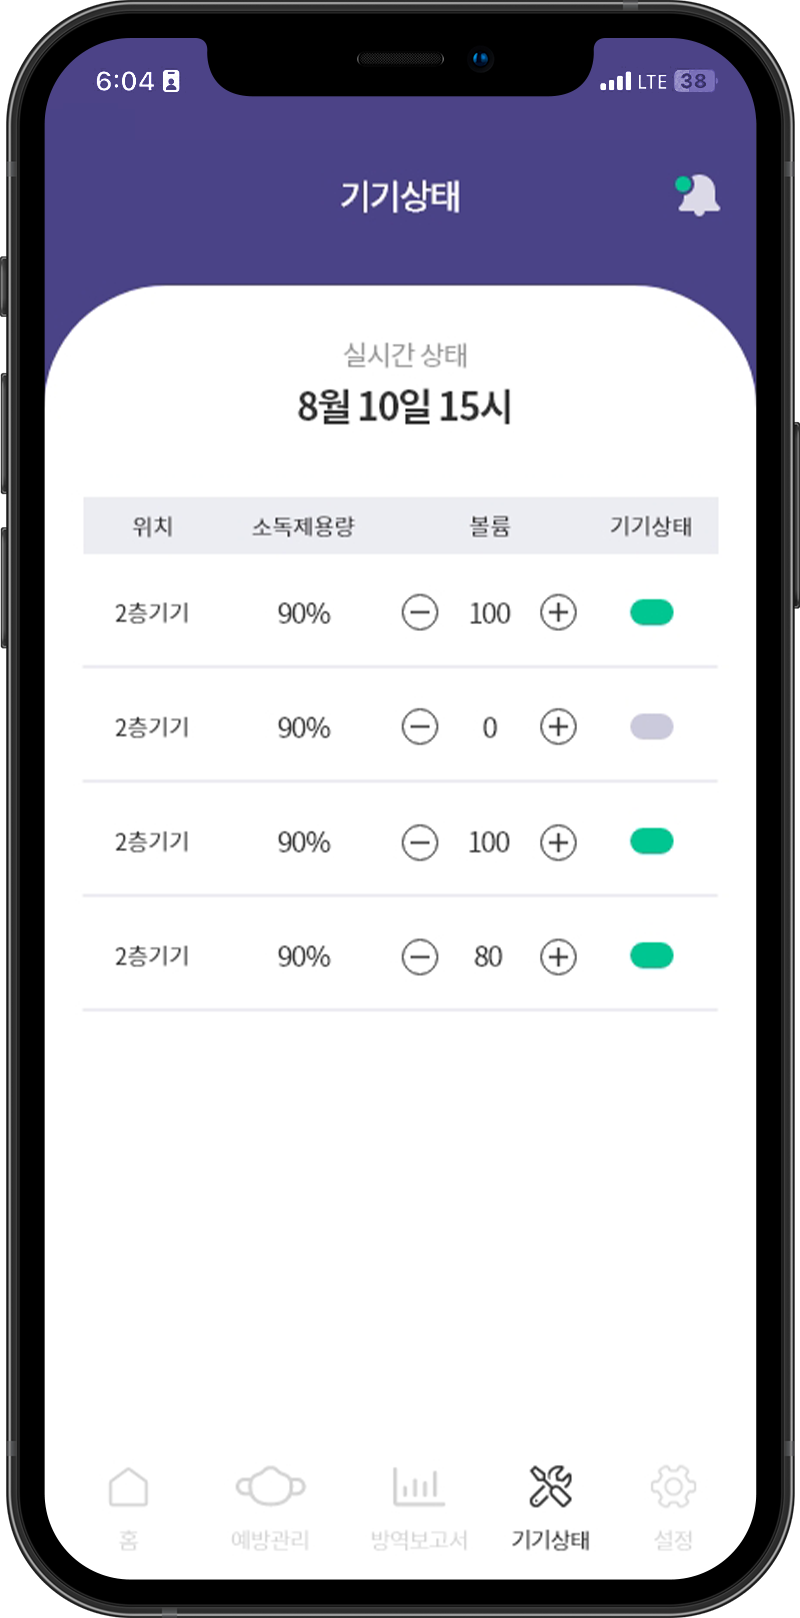 6:04 LTE 38
기기상태
실시간 상태
8월 10일 15시
위치 소독제용량 볼륨 기기상태
2층기기 90% 100
2층기기 90% 0
2층기기 90% 100
2층기기 90% 80
홈 예방관리 방역보고서 기기상태 설정